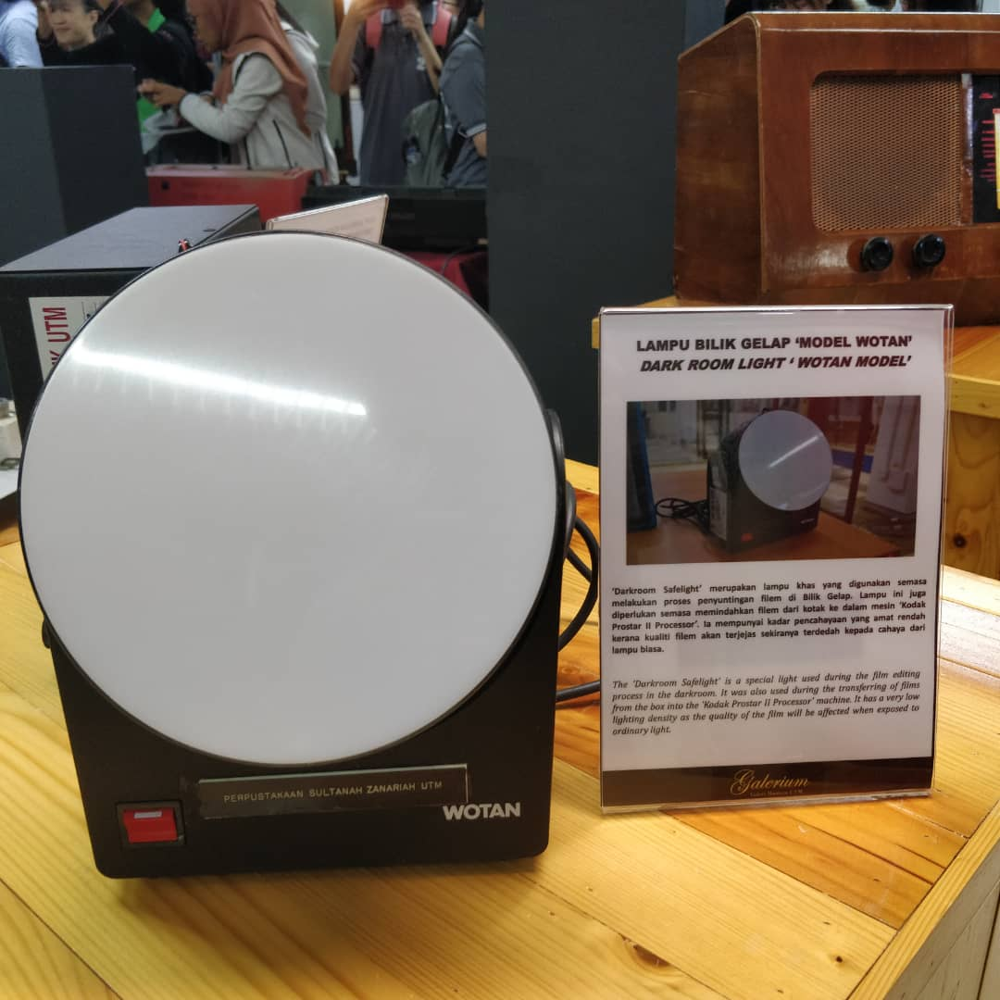 UTM
LAMPU BILIK GELAP ‘MODEL WOTAN’
DARK ROOM LIGHT ‘ WOTAN MODEL’
WOTAN
‘Darkroom Safelight’ merupakan lampu khas yang digunakan semasa
melakukan proses penyuntingan filem di Bilik Gelap. Lampu ini juga
diperlukan semasa memindahkan filem dari kotak ke dalam mesin ‘Kodak
Prostar II Processor’. Ia mempunyai kadar pencahayaan yang amat rendah
kerana kualiti filem akan terjejas sekiranya terdedah kepada cahaya dari
lampu biasa.
The ‘Darkroom Safelight’ is a special light used during the film editing
process in the darkroom. It was also used during the transferring of films
from the box into the ‘Kodak Prostar II Processor’ machine. It has a very low
lighting density as the quality of the film will be affected when exposed to
ordinary light.
Galerium
PERPUSTAKAAN SULTANAH ZANARIAH UTM
WOTAN